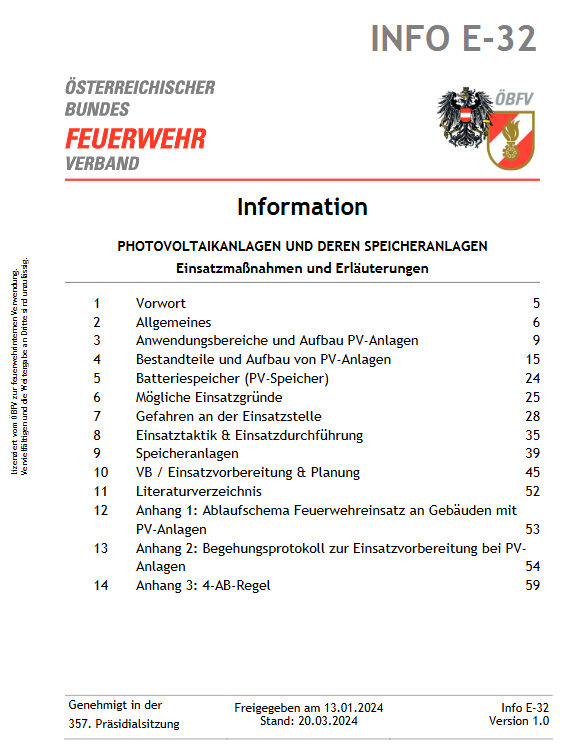 INFO E-32
ÖSTERREICHISCHER
BUNDES
FEUERWEHR
VERBAND
ÖBFV
Information
PHOTOVOLTAIKANLAGEN UND DEREN SPEICHERANLAGEN
Einsatzmaßnahmen und Erläuterungen
1 Vorwort 5
2 Allgemeines 6
3 Anwendungsbereiche und Aufbau PV-Anlagen 9
4 Bestandteile und Aufbau von PV-Anlagen 15
5 Batteriespeicher (PV-Speicher) 24
6 Mögliche Einsatzgründe 25
7 Gefahren an der Einsatzstelle 28
8 Einsatztaktik & Einsatzdurchführung 35
9 Speicheranlagen 39
10 VB / Einsatzvorbereitung & Planung 45
11 Literaturverzeichnis 52
12 Anhang 1: Ablaufschema Feuerwehreinsatz an Gebäuden mit
PV-Anlagen 53
13 Anhang 2: Begehungsprotokoll zur Einsatzvorbereitung bei PV-
Anlagen 54
14 Anhang 3: 4-AB-Regel 59
lizenziert vom ÖBFV zur feuerwehrinternen Verwendung.
Vervielfältigen und die Weitergabe an Dritte sind unzulässig.
Genehmigt in der
357. Präsidialsitzung
Freigegeben am 13.01.2024
Stand: 20.03.2024
Info E-32
Version 1.0